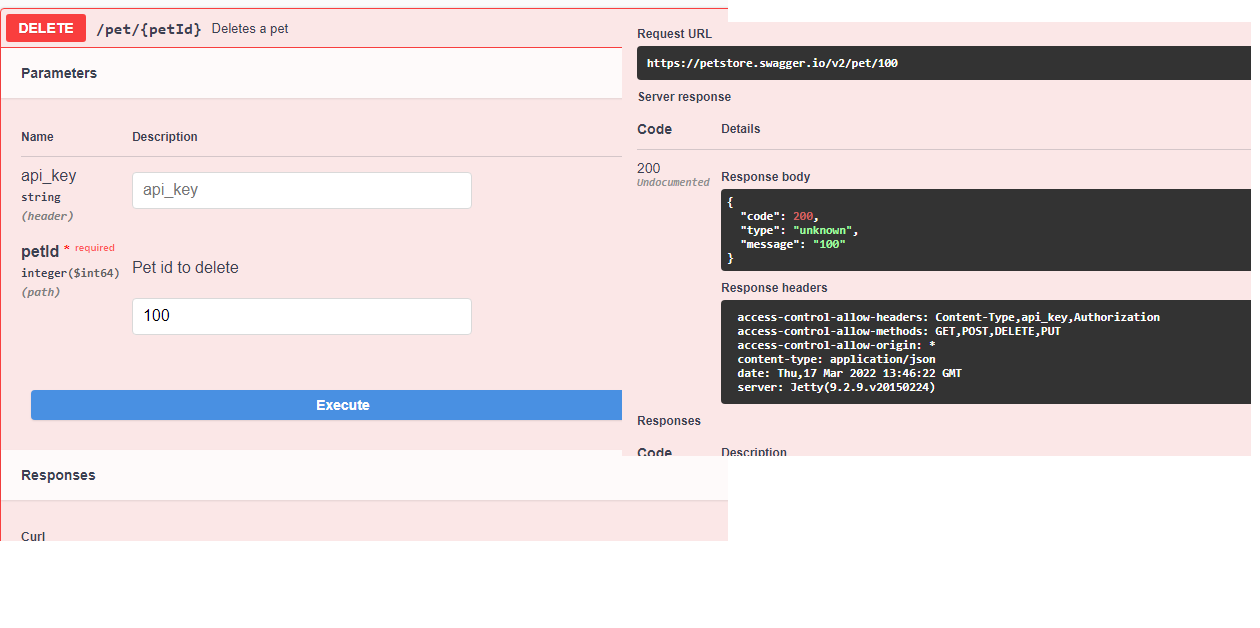 DELETE /pet/{petId} Deletes a pet
Parameters
Name Description
api_key
string
(header)
api_key
petId * required
integer($int64)
(path)
Pet id to delete
100
Execute
Responses
Curl
Request URL
https://petstore.swagger.io/v2/pet/100
Server response
Code Details
200
Undocumented
Response body
{
"code": 200,
"type": "unknown",
"message": "100"
}
Response headers
access-control-allow-headers: Content-Type,api_key,Authorization
access-control-allow-methods: GET,POST,DELETE,PUT
access-control-allow-origin: *
content-type: application/json
date: Thu,17 Mar 2022 13:46:22 GMT
server: Jetty(9.2.9.v20150224)
Responses
Code Description